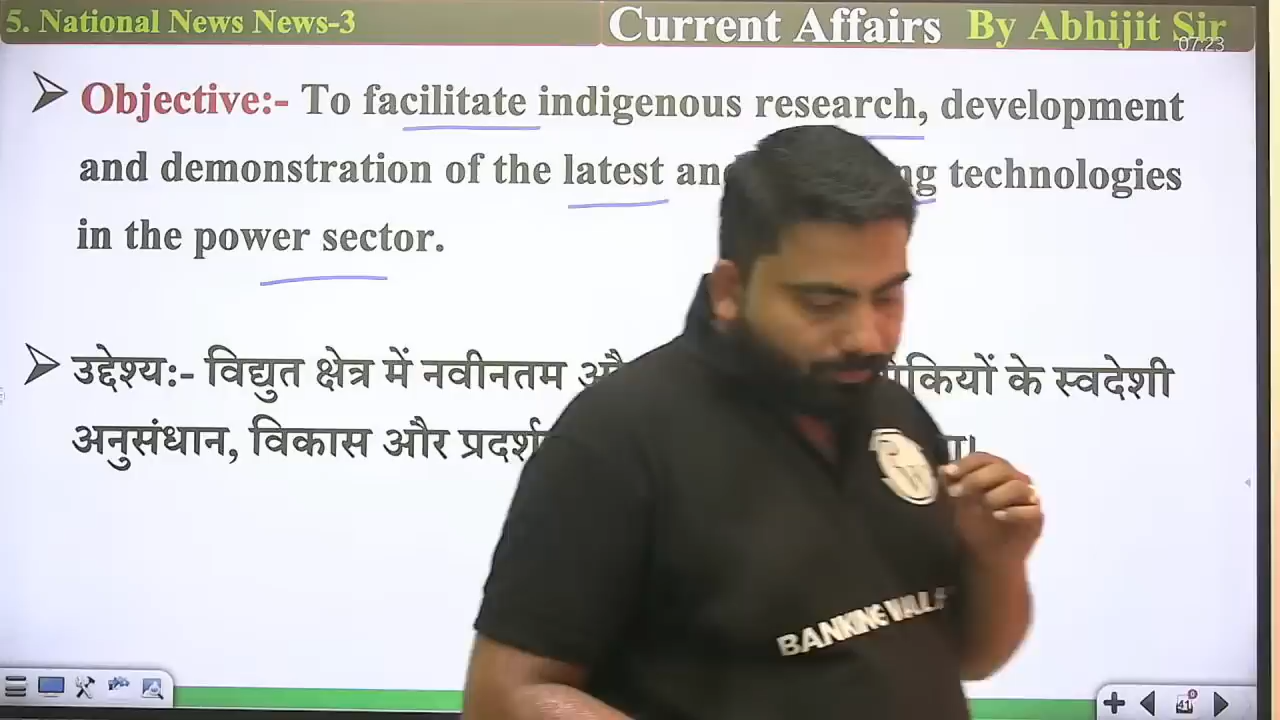 5. National News News-3
Current Affairs By Abhijit Sir
07:23
Objective:- To facilitate indigenous research, development
and demonstration of the latest technologies
in the power sector.
उद्देश्य:- विद्युत क्षेत्र में नवीनतम के स्वदेशी
अनुसंधान, विकास और
PW
BANKING
41